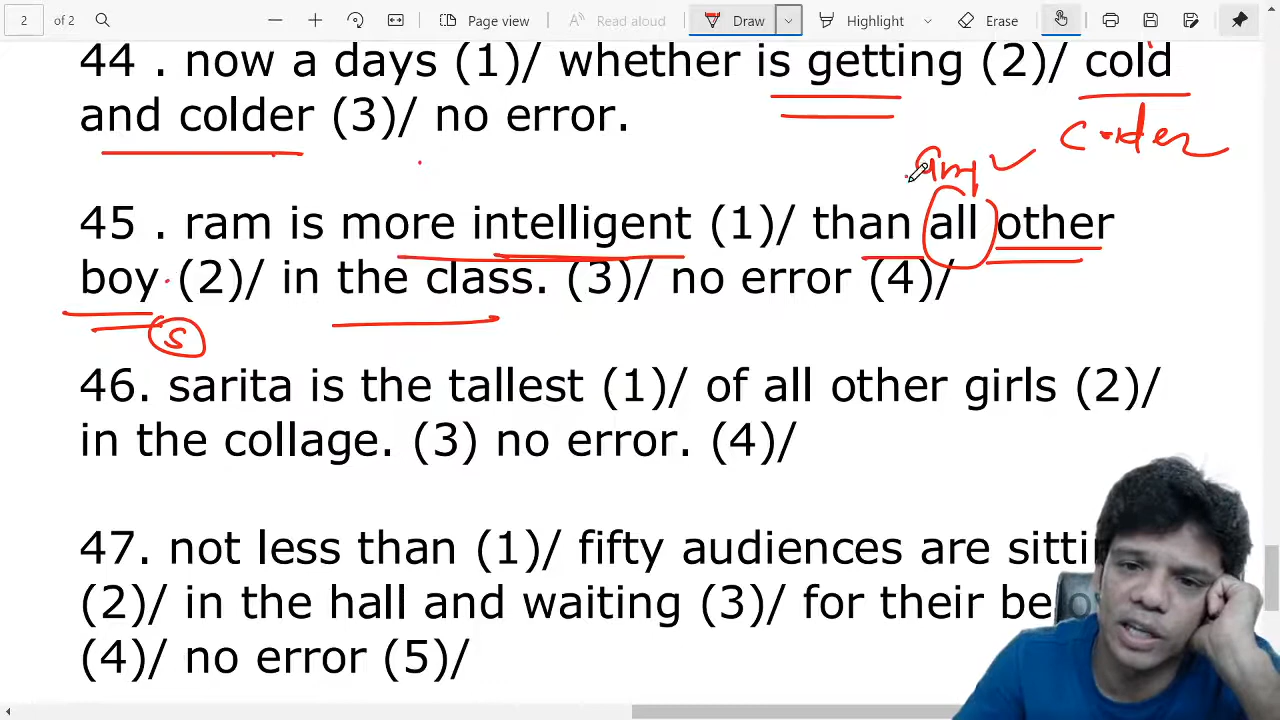 2 of 2 Page view Read aloud Draw Highlight Erase
44 . now a days (1)/ whether is getting (2)/ cold
and colder (3)/ no error.
coder
any
45 . ram is more intelligent (1)/ than all other
boy (2)/ in the class. (3)/ no error (4)/
s
46. sarita is the tallest (1)/ of all other girls (2)/
in the collage. (3) no error. (4)/
47. not less than (1)/ fifty audiences are sittin
(2)/ in the hall and waiting (3)/ for their belo
(4)/ no error (5)/